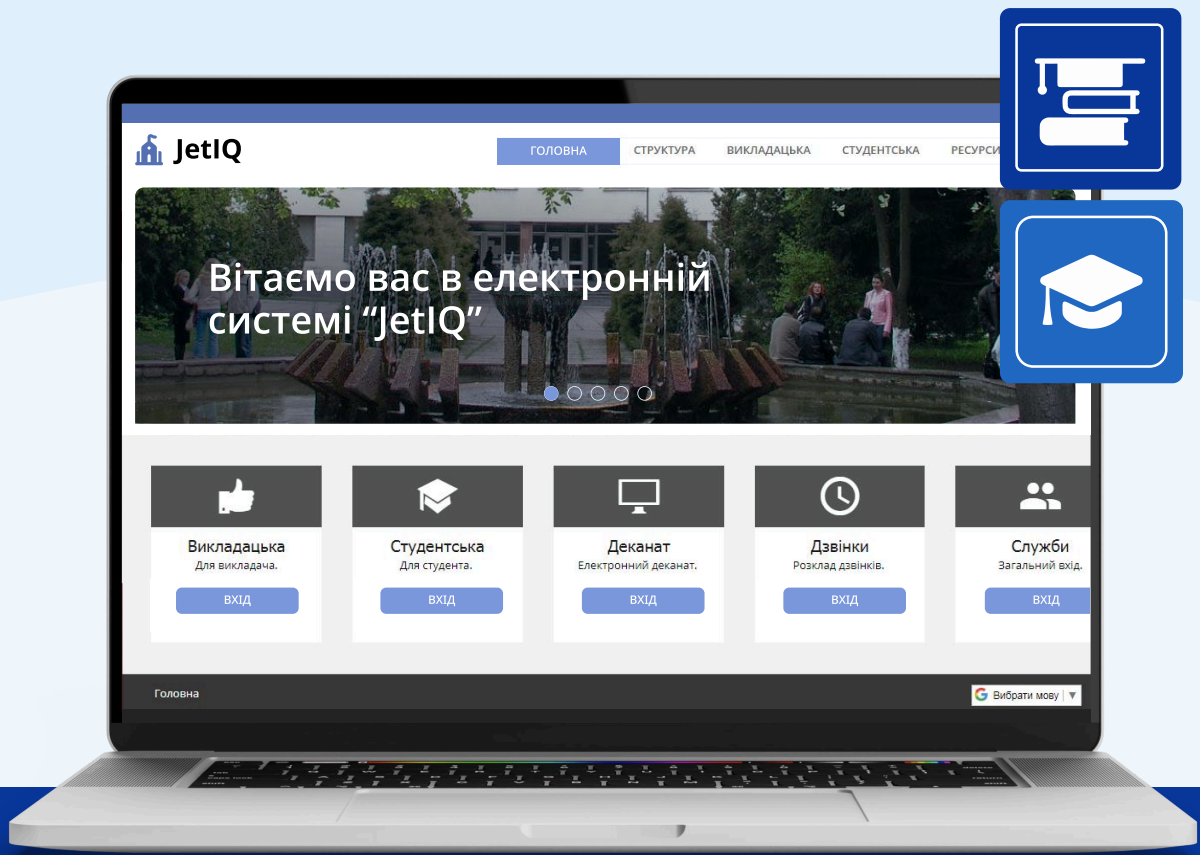 JetIQ
ГОЛОВНА СТРУКТУРА ВИКЛАДАЦЬКА СТУДЕНТСЬКА РЕСУРСИ
Вітаємо вас в електронній
системі “JetIQ”
Викладацька
Для викладача.
ВХІД
Студентська
Для студента.
ВХІД
Деканат
Електронний деканат.
ВХІД
Дзвінки
Розклад дзвінків.
ВХІД
Служби
Загальний вхід.
ВХІД
Головна
G Вибрати мову ▼